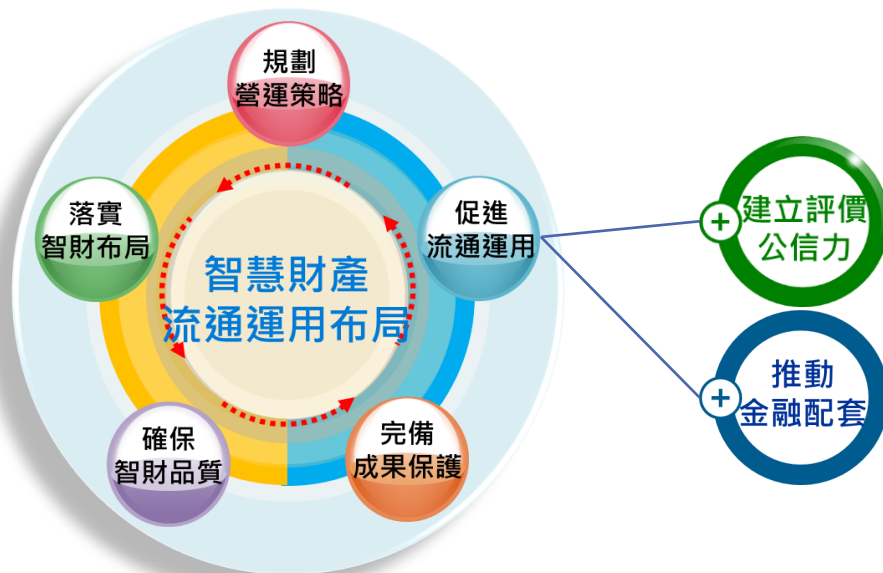 規劃
營運策略
落實
智財布局
促進
流通運用
智慧財產
流通運用布局
確保
智財品質
完備
成果保護
+
建立評價
公信力
+
推動
金融配套